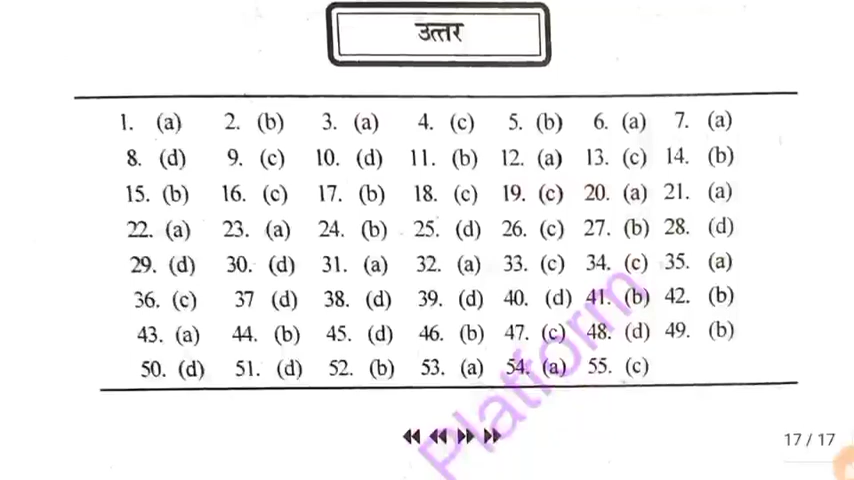 उत्तर
1. (a) 2. (b) 3. (a) 4. (c) 5. (b) 6. (a) 7. (a)
8. (d) 9. (c) 10. (d) 11. (b) 12. (a) 13. (c) 14. (b)
15. (b) 16. (c) 17. (b) 18. (c) 19. (c) 20. (a) 21. (a)
22. (a) 23. (a) 24. (b) 25. (d) 26. (c) 27. (b) 28. (d)
29. (d) 30. (d) 31. (a) 32. (a) 33. (c) 34. (c) 35. (a)
36. (c) 37 (d) 38. (d) 39. (d) 40. (d) 41. (b) 42. (b)
43. (a) 44. (b) 45. (d) 46. (b) 47. (c) 48. (d) 49. (b)
50. (d) 51. (d) 52. (b) 53. (a) 54. (a) 55. (c)
Platform
17 / 17